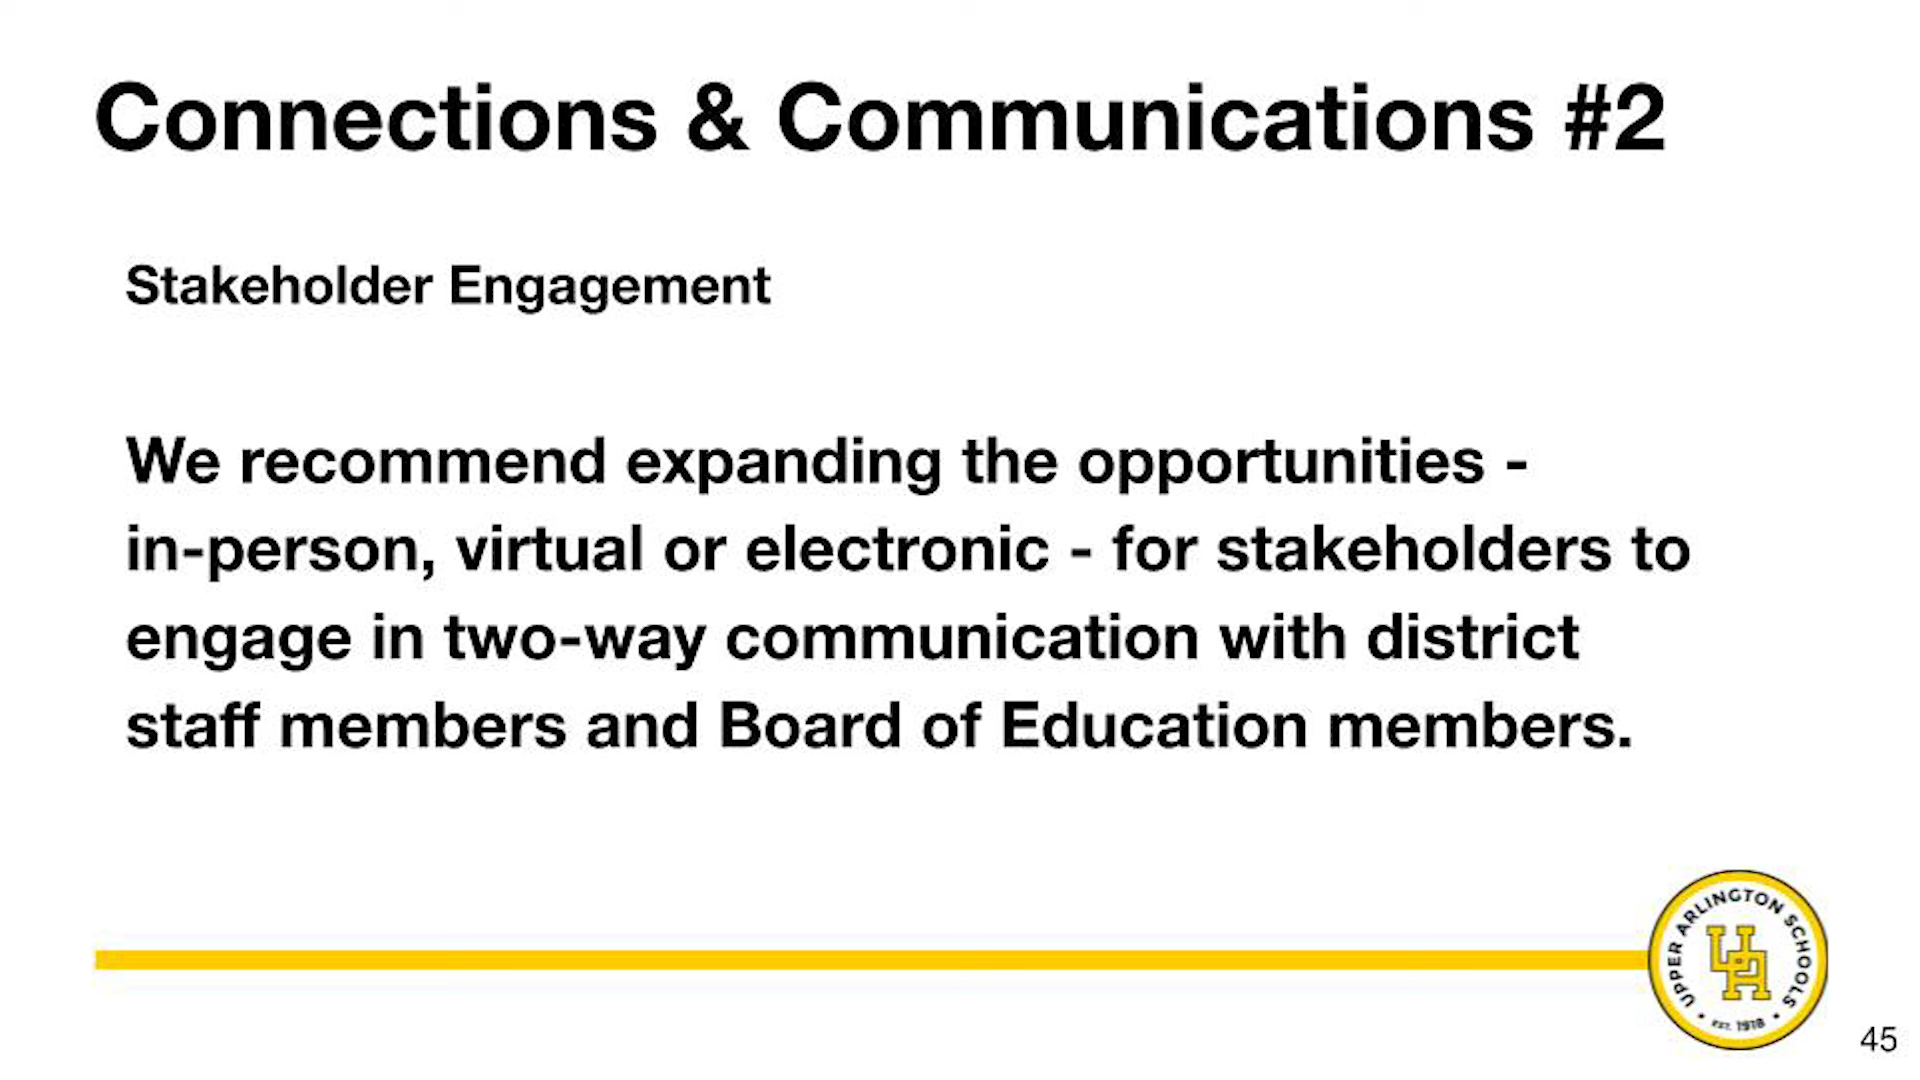 Connections & Communications #2
Stakeholder Engagement
We recommend expanding the opportunities -
in-person, virtual or electronic - for stakeholders to
engage in two-way communication with district
staff members and Board of Education members.
UPPER ARLINGTON SCHOOLS
UA
• EST. 1918 •
45